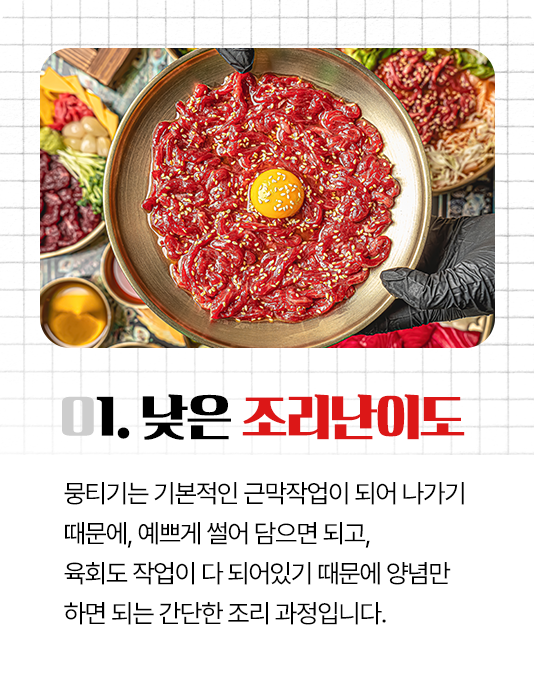 01. 낮은 조리난이도
뭉티기는 기본적인 근막작업이 되어 나가기
때문에, 예쁘게 썰어 담으면 되고,
육회도 작업이 다 되어있기 때문에 양념만
하면 되는 간단한 조리 과정입니다.